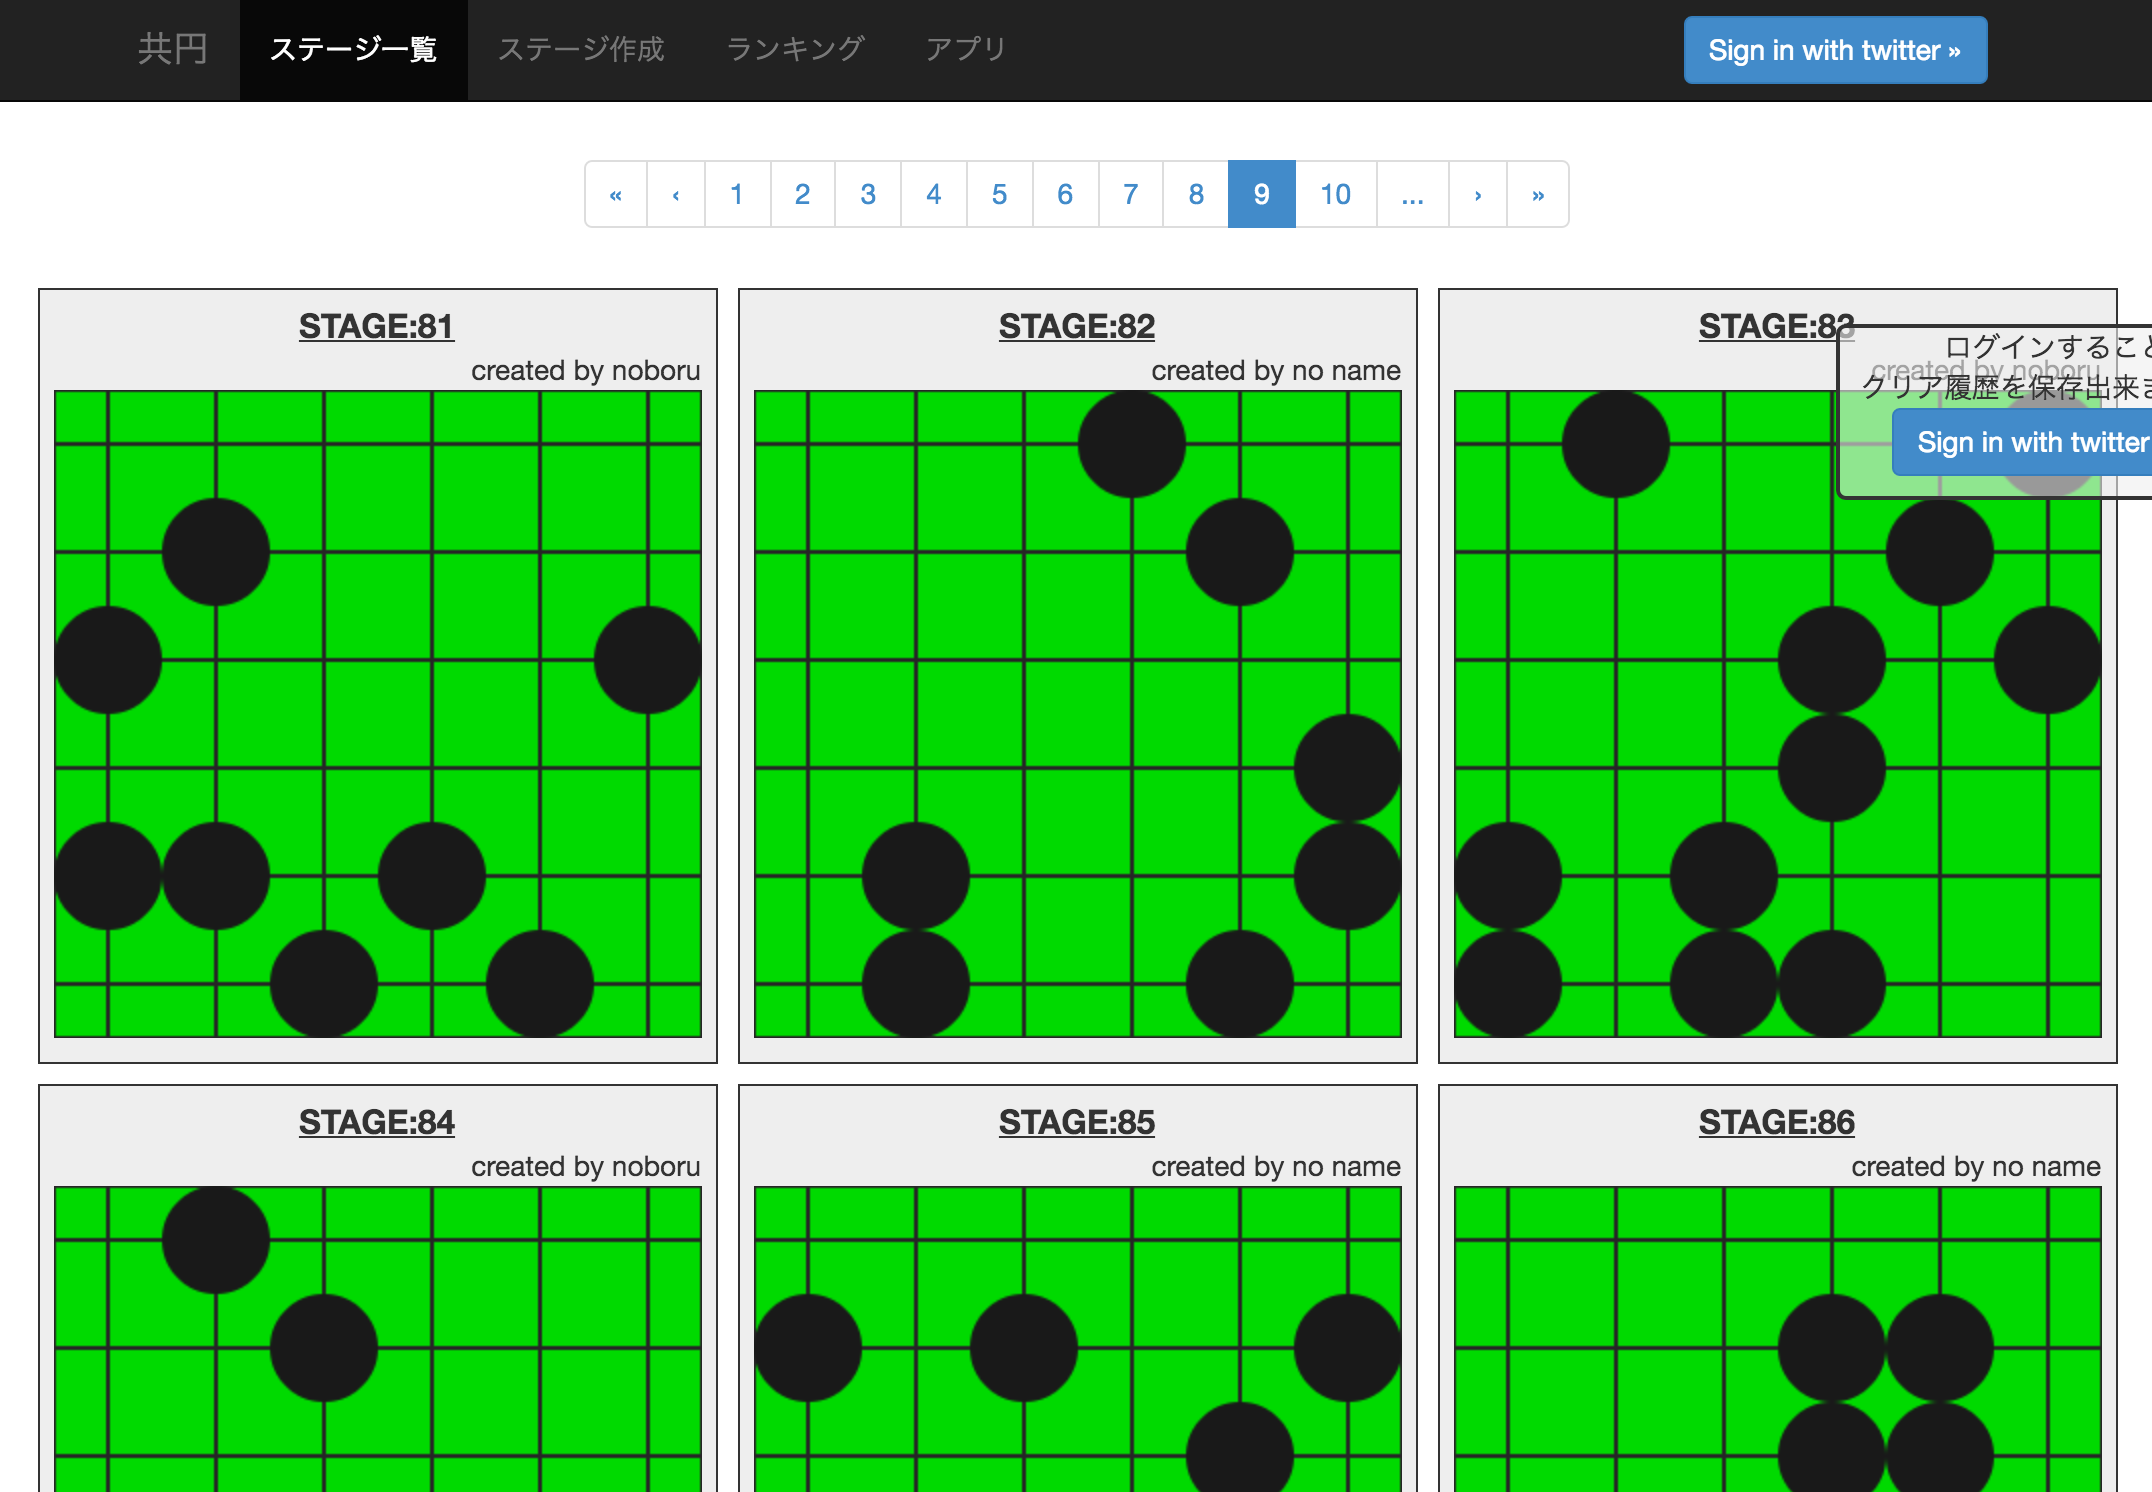 共円 ステージ一覧 ステージ作成 ランキング アプリ Sign in with twitter »
« ‹ 1 2 3 4 5 6 7 8 9 10 ... › »
STAGE:81
created by noboru
STAGE:82
created by no name
STAGE:83
created by noboru
ログインすること
クリア履歴を保存出来ま
Sign in with twitter
STAGE:84
created by noboru
STAGE:85
created by no name
STAGE:86
created by no name